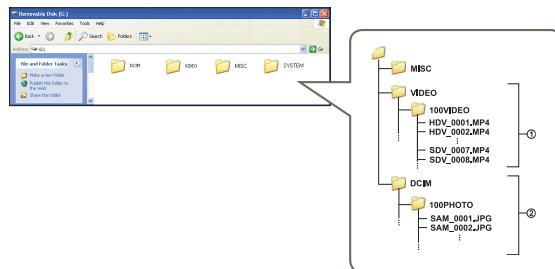 Removable Disk (G:)
File Edit View Favorites Tools Help
Back Search Folders
Address G:\ Go
File and Folder Tasks
Make a new folder
Publish this folder to
the Web
Share this folder
DCIM VIDEO MISC SYSTEM
MISC
VIDEO
100VIDEO
HDV_0001.MP4
HDV_0002.MP4
SDV_0007.MP4
SDV_0008.MP4
①
DCIM
100PHOTO
SAM_0001.JPG
SAM_0002.JPG
②